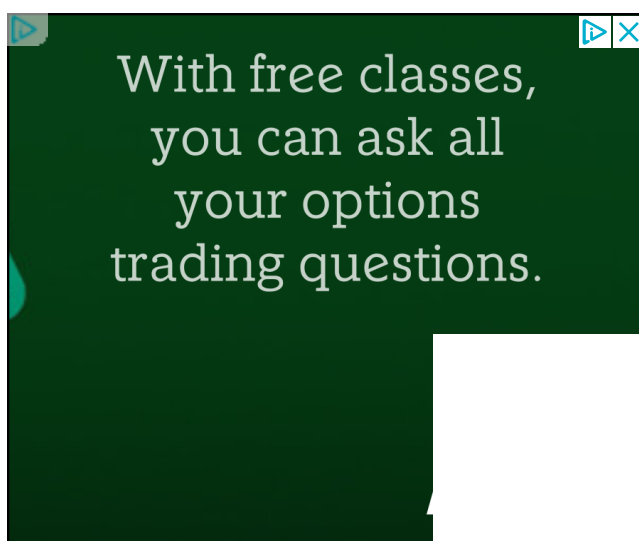 With free classes,
you can ask all
your options
trading questions.